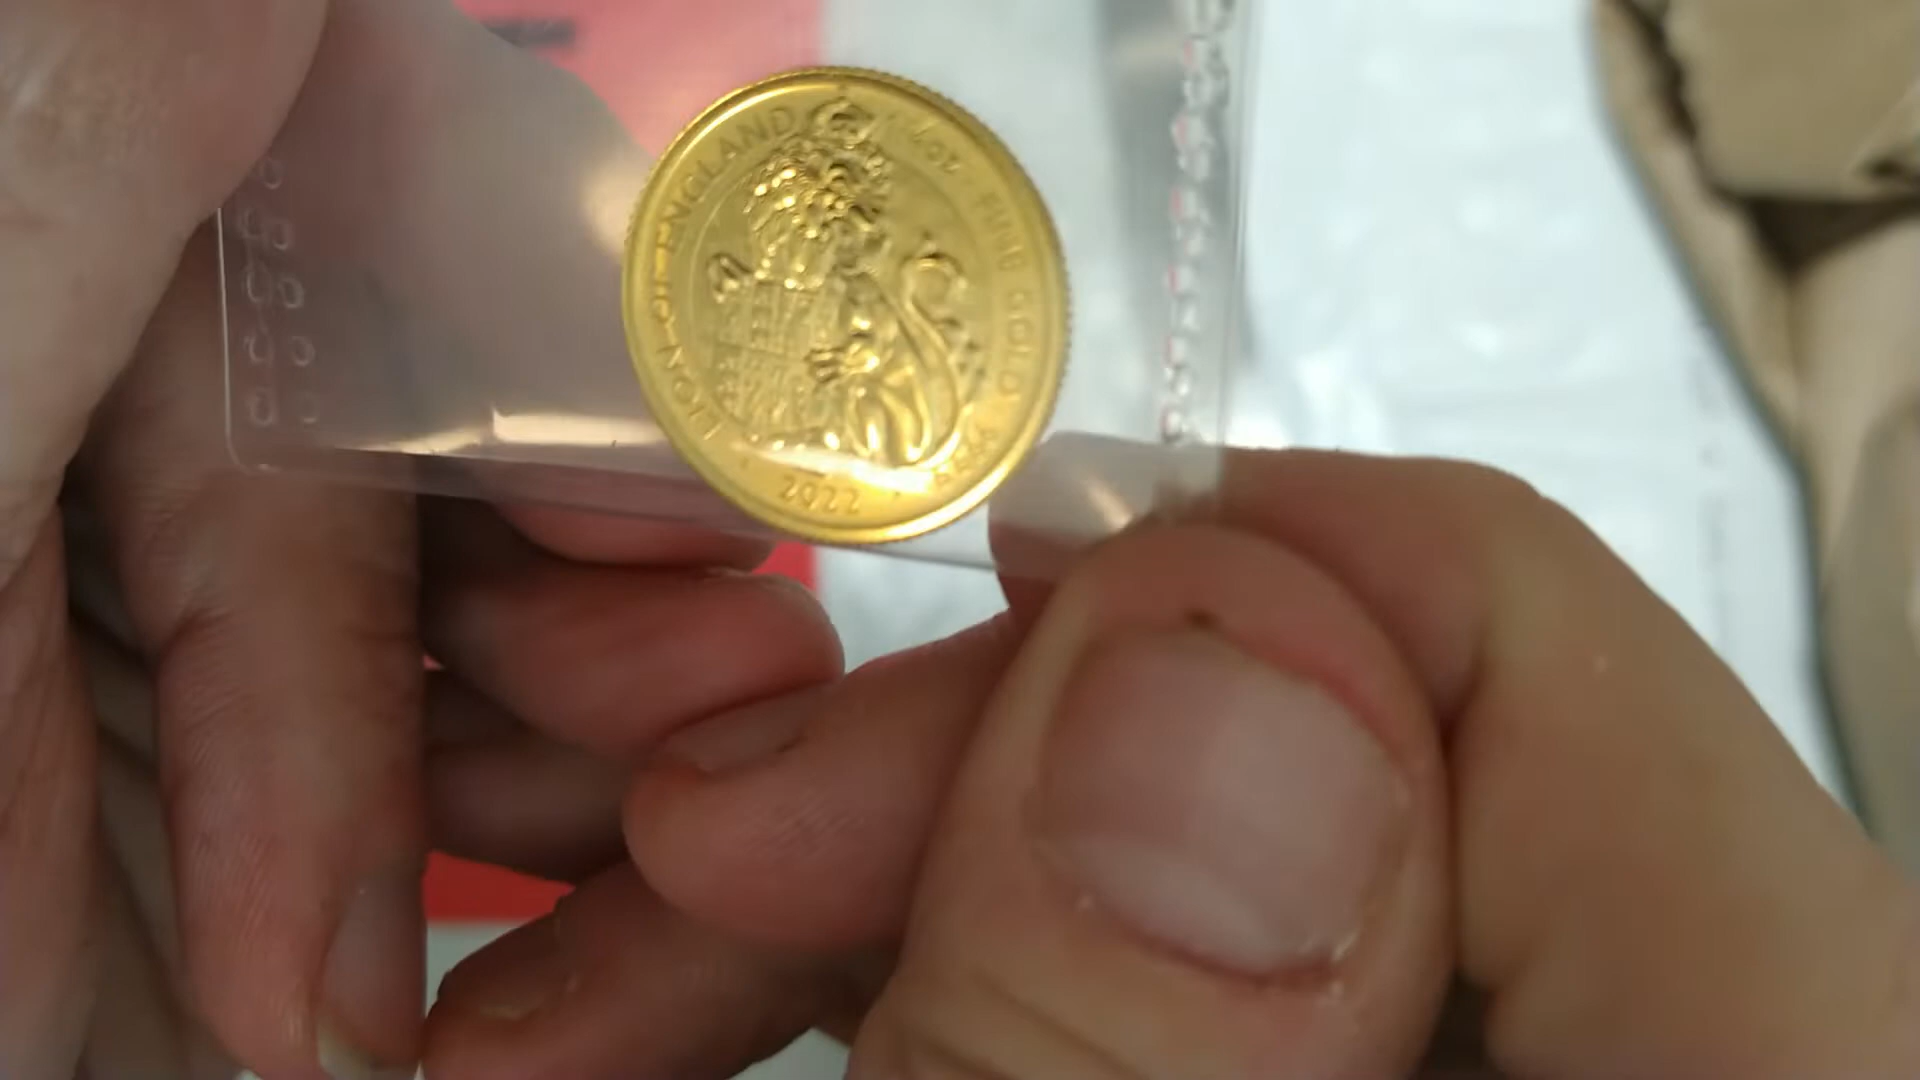 LION OF ENGLAND
1/4 OZ · FINE GOLD
2022